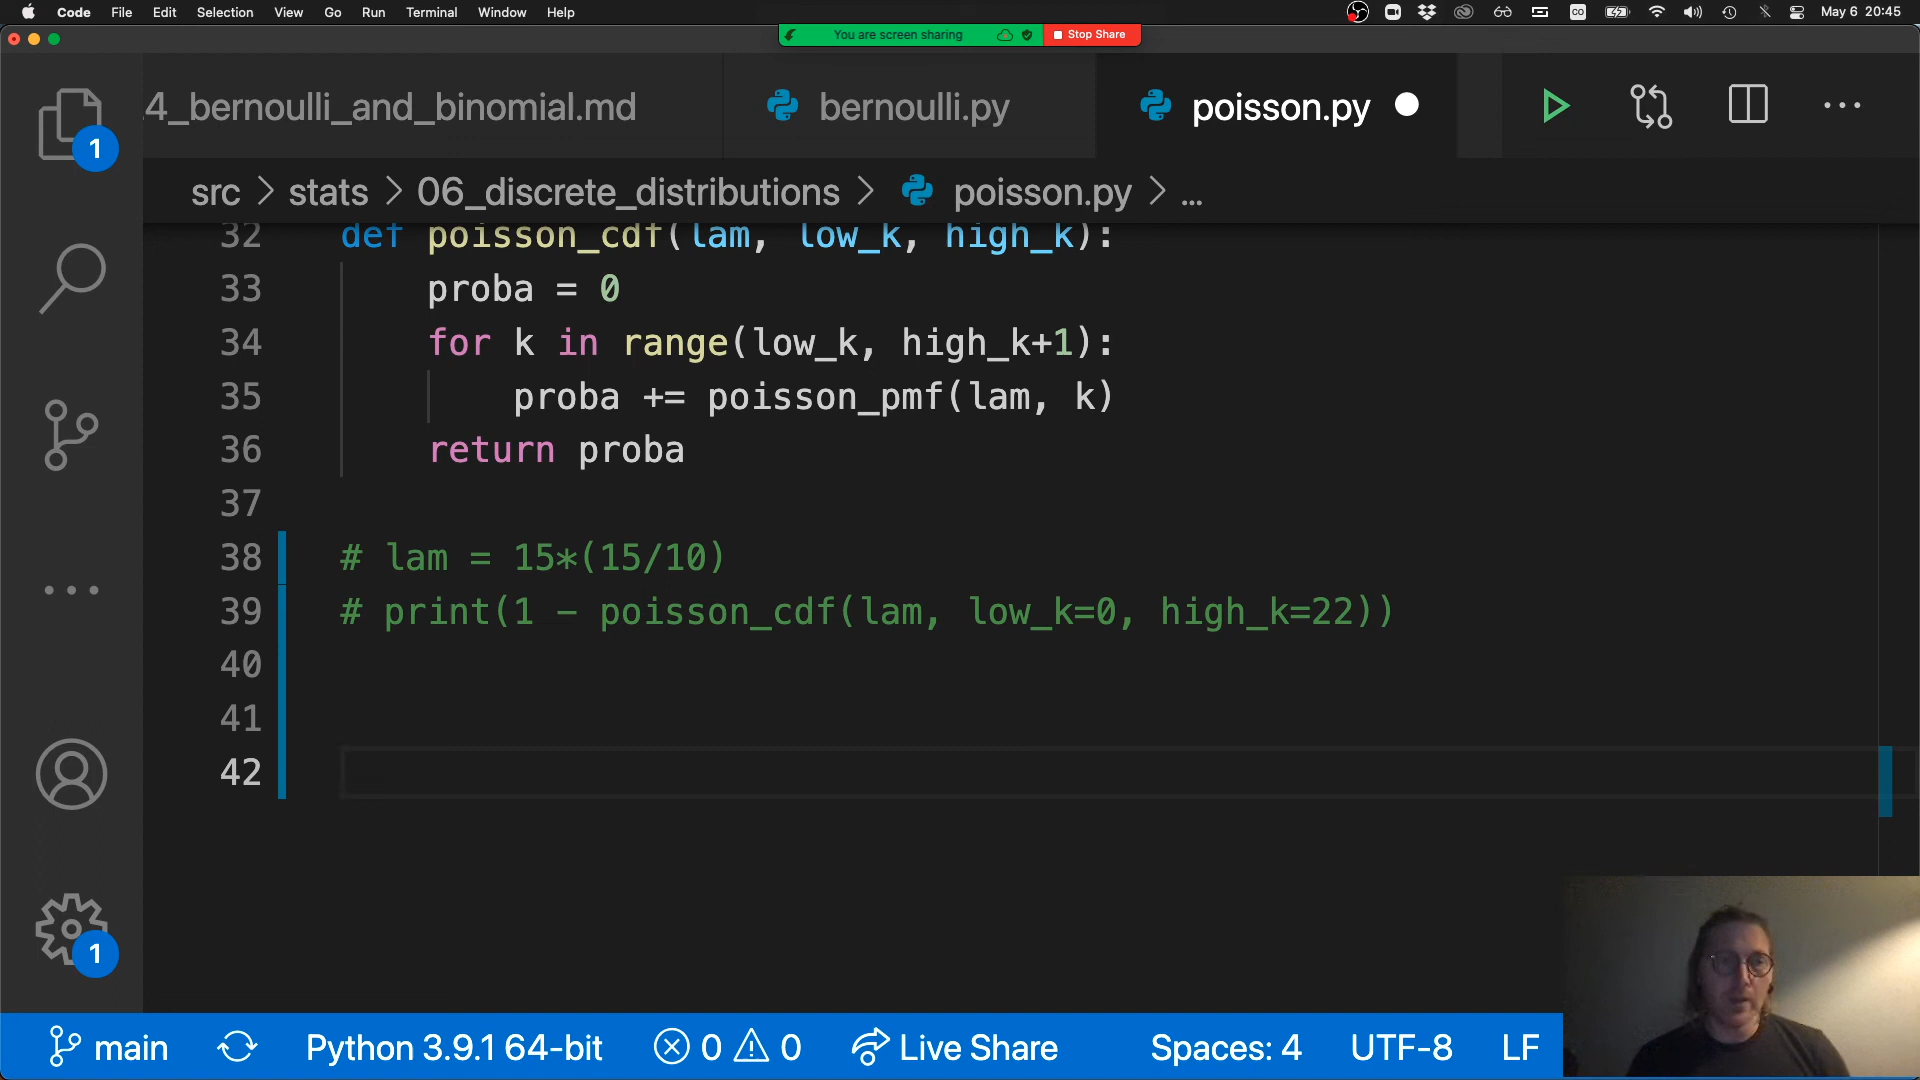 Code File Edit Selection View Go Run Terminal Window Help May 6 20:45
You are screen sharing Stop Share
4_bernoulli_and_binomial.md bernoulli.py poisson.py
src > stats > 06_discrete_distributions > poisson.py > ...
32 def poisson_cdf(lam, low_k, high_k):
33 proba = 0
34 for k in range(low_k, high_k+1):
35 proba += poisson_pmf(lam, k)
36 return proba
37
38 # lam = 15*(15/10)
39 # print(1 - poisson_cdf(lam, low_k=0, high_k=22))
40
41
42
1
1
main Python 3.9.1 64-bit 0 0 Live Share Spaces: 4 UTF-8 LF